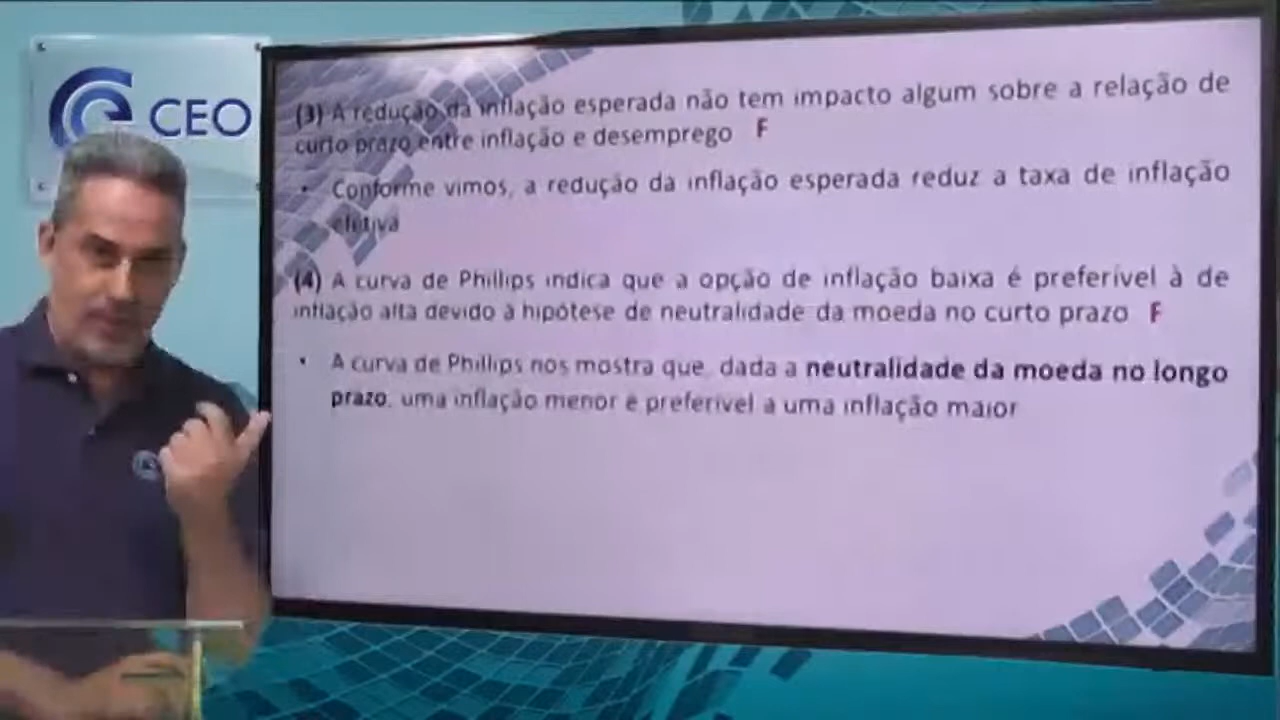 CEO
(3) A redução da inflação esperada não tem impacto algum sobre a relação de
curto prazo entre inflação e desemprego F
• Conforme vimos, a redução da inflação esperada reduz a taxa de inflação
efetiva
(4) A curva de Phillips indica que a opção de inflação baixa é preferível à de
inflação alta devido à hipótese de neutralidade da moeda no curto prazo F
• A curva de Phillips nos mostra que, dada a neutralidade da moeda no longo
prazo, uma inflação menor é preferível a uma inflação maior